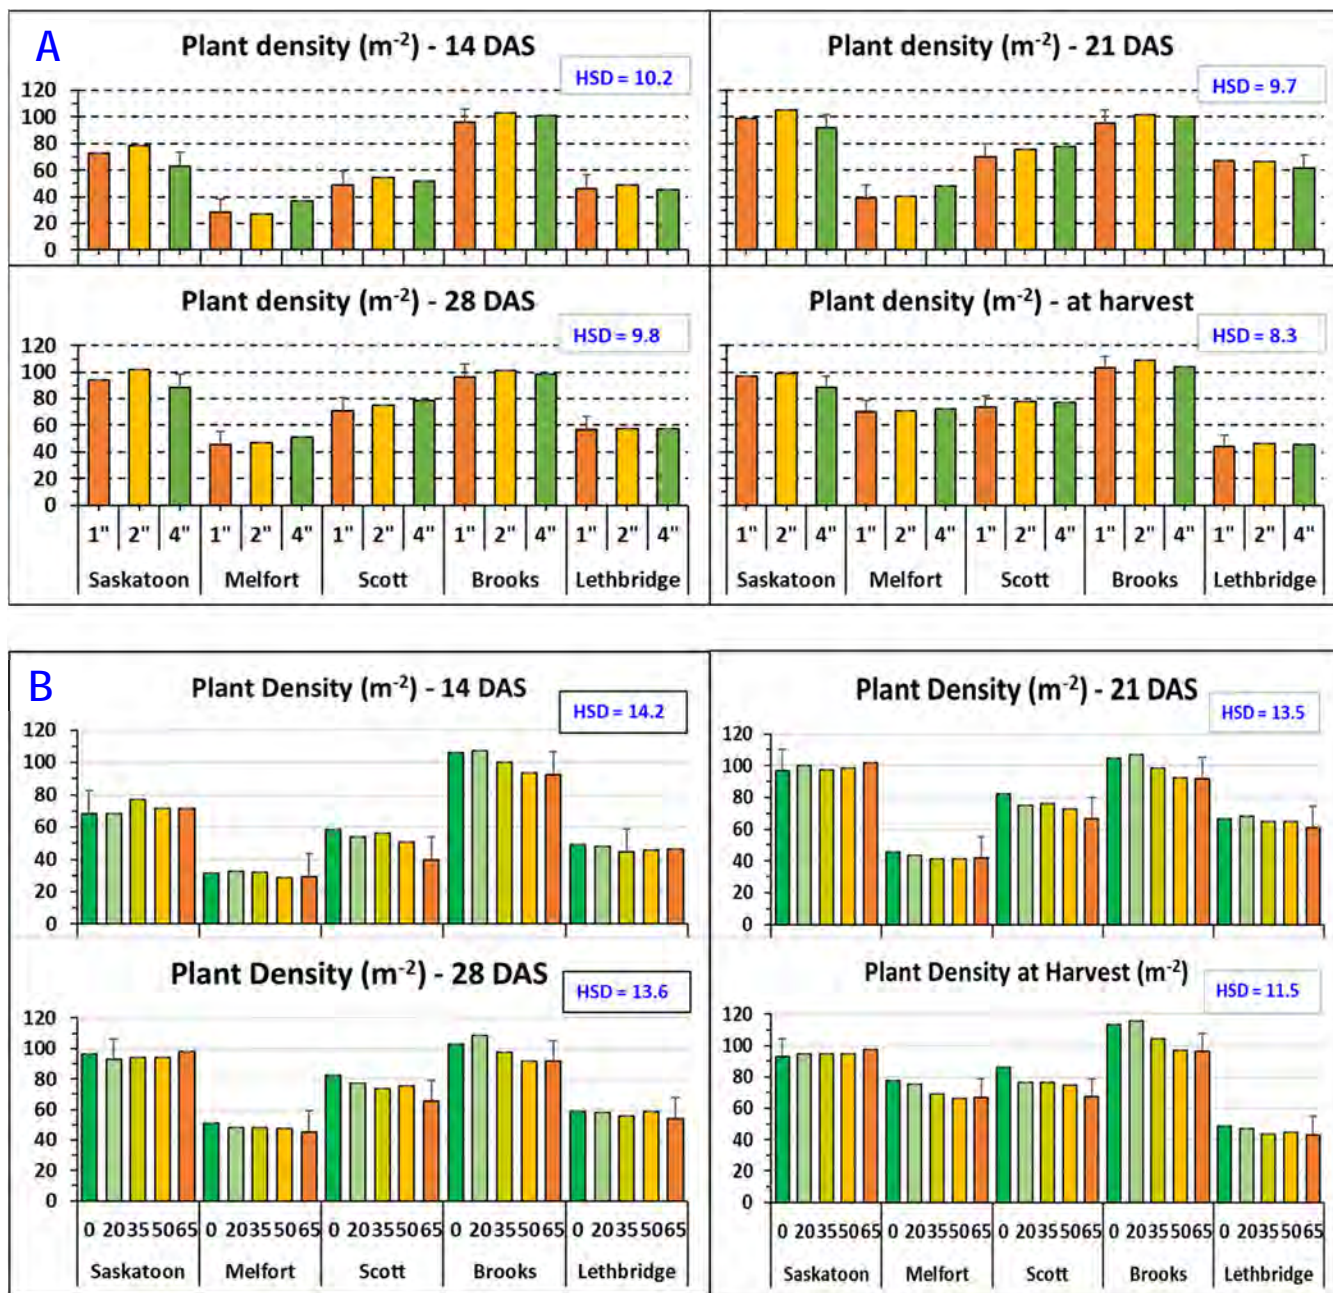 A
Plant density (m⁻²) - 14 DAS
HSD = 10.2
120
100
80
60
40
20
0
Plant density (m⁻²) - 21 DAS
HSD = 9.7
120
100
80
60
40
20
0
Plant density (m⁻²) - 28 DAS
HSD = 9.8
120
100
80
60
40
20
0
1" 2" 4" 1" 2" 4" 1" 2" 4" 1" 2" 4" 1" 2" 4"
Saskatoon Melfort Scott Brooks Lethbridge
Plant density (m⁻²) - at harvest
HSD = 8.3
120
100
80
60
40
20
0
1" 2" 4" 1" 2" 4" 1" 2" 4" 1" 2" 4" 1" 2" 4"
Saskatoon Melfort Scott Brooks Lethbridge
B
Plant Density (m⁻²) - 14 DAS
HSD = 14.2
120
100
80
60
40
20
0
Plant Density (m⁻²) - 21 DAS
HSD = 13.5
120
100
80
60
40
20
0
Plant Density (m⁻²) - 28 DAS
HSD = 13.6
120
100
80
60
40
20
0
0 20355065 0 20355065 0 20355065 0 20355065 0 20355065
Saskatoon Melfort Scott Brooks Lethbridge
Plant Density at Harvest (m⁻²)
HSD = 11.5
120
100
80
60
40
20
0
0 20355065 0 20355065 0 20355065 0 20355065 0 20355065
Saskatoon Melfort Scott Brooks Lethbridge